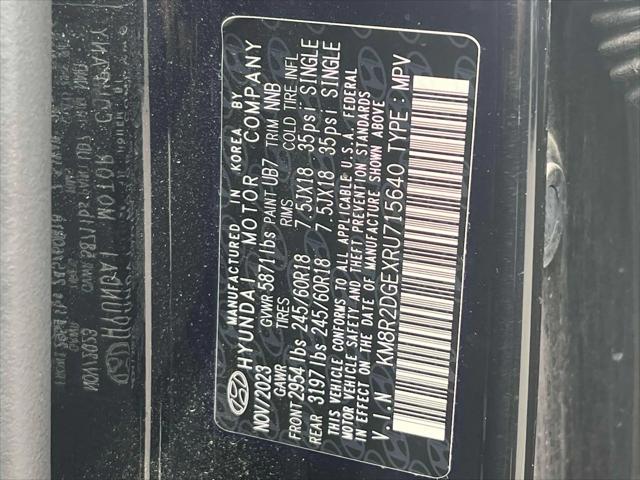 MANUFACTURED IN KOREA BY
HYUNDAI MOTOR COMPANY
NOV/2023 GVWR 5871 lbs PAINT UB7 TRIM NNB
GAWR TIRES RIMS COLD TIRE INFL
FRONT 2954 lbs 245/60R18 7.5JX18 35psi SINGLE
REAR 3197 lbs 245/60R18 7.5JX18 35psi SINGLE
THIS VEHICLE CONFORMS TO ALL APPLICABLE U.S.A. FEDERAL
MOTOR VEHICLE SAFETY AND THEFT PREVENTION STANDARDS
IN EFFECT ON THE DATE OF MANUFACTURE SHOWN ABOVE
V.I.N KM8R2DGEXRU715640 TYPE : MPV